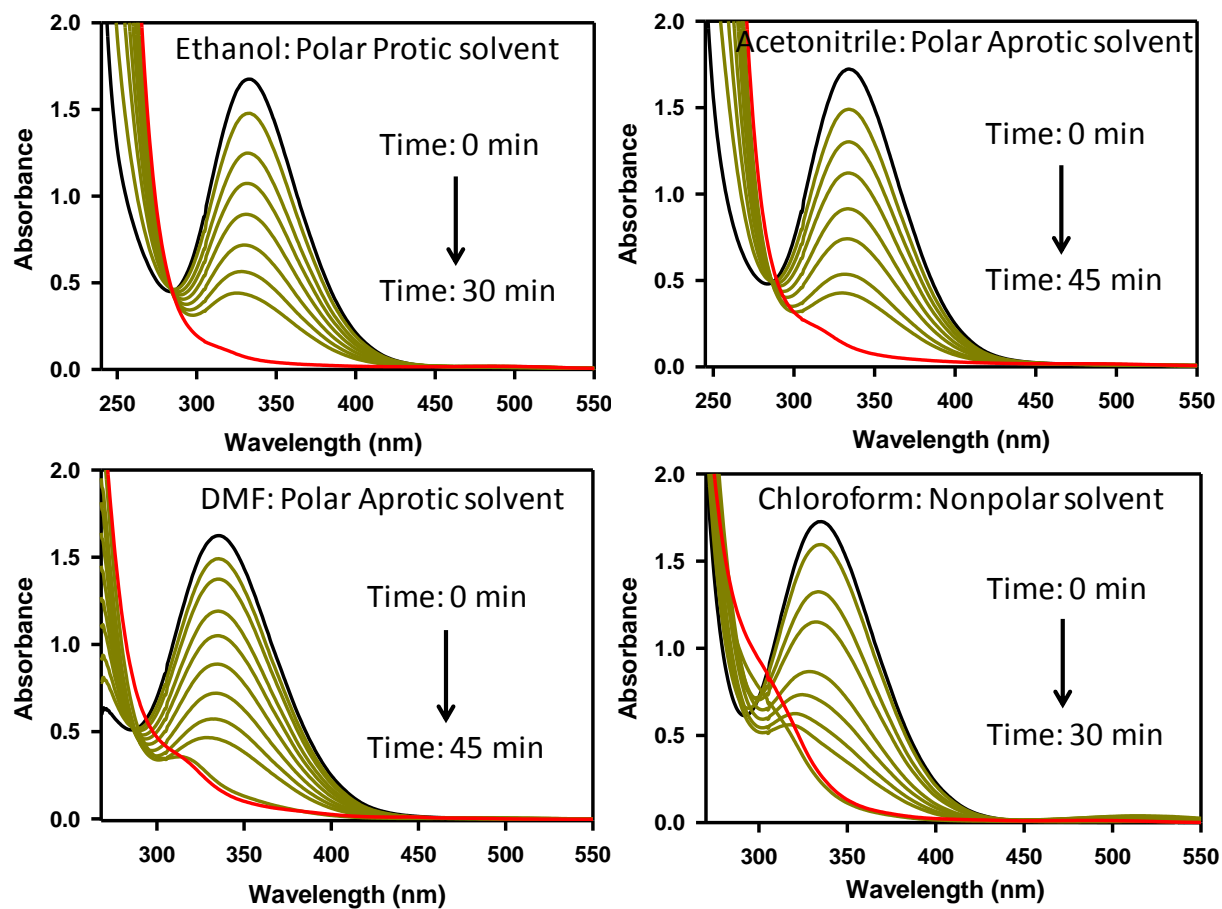 Ethanol: Polar Protic solvent
Time: 0 min
Time: 30 min
Absorbance
2.0
1.5
1.0
0.5
0.0
250 300 350 400 450 500 550
Wavelength (nm)
Acetonitrile: Polar Aprotic solvent
Time: 0 min
Time: 45 min
Absorbance
2.0
1.5
1.0
0.5
0.0
250 300 350 400 450 500 550
Wavelength (nm)
DMF: Polar Aprotic solvent
Time: 0 min
Time: 45 min
Absorbance
2.0
1.5
1.0
0.5
0.0
300 350 400 450 500 550
Wavelength (nm)
Chloroform: Nonpolar solvent
Time: 0 min
Time: 30 min
Absorbance
2.0
1.5
1.0
0.5
0.0
300 350 400 450 500 550
Wavelength (nm)